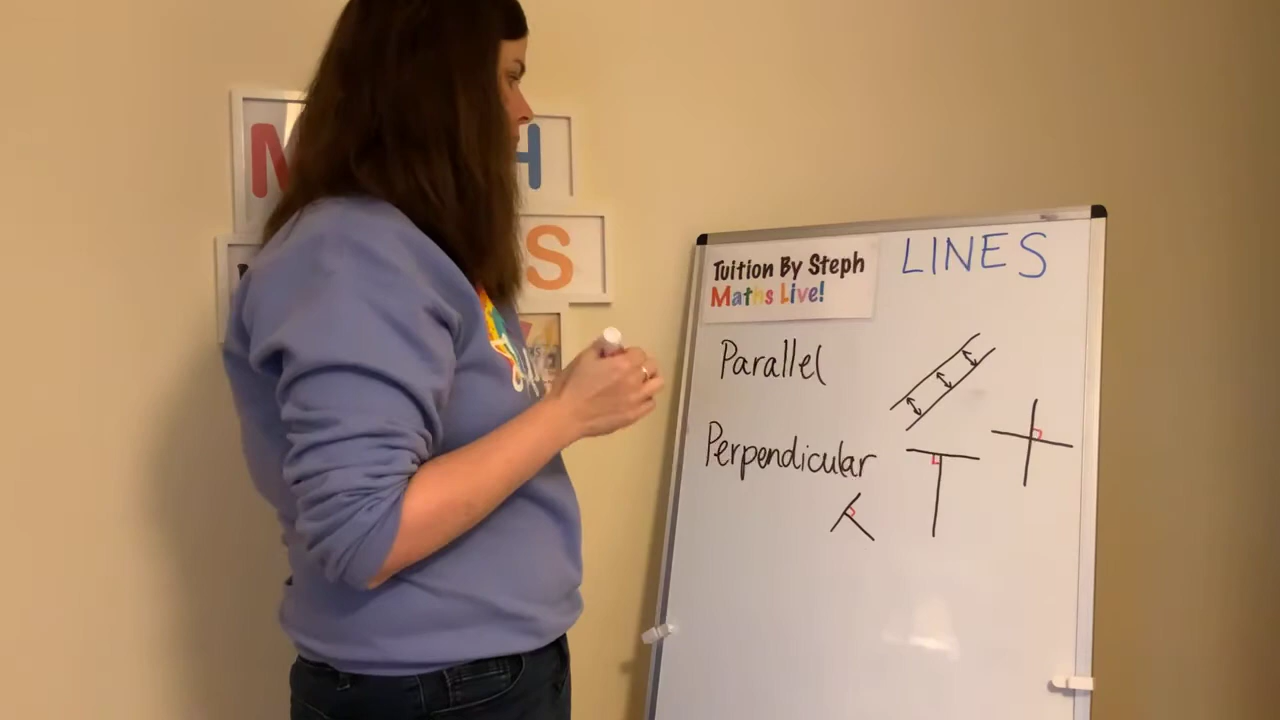 H
S
Tuition By Steph
Maths Live!
LINES
Parallel
Perpendicular